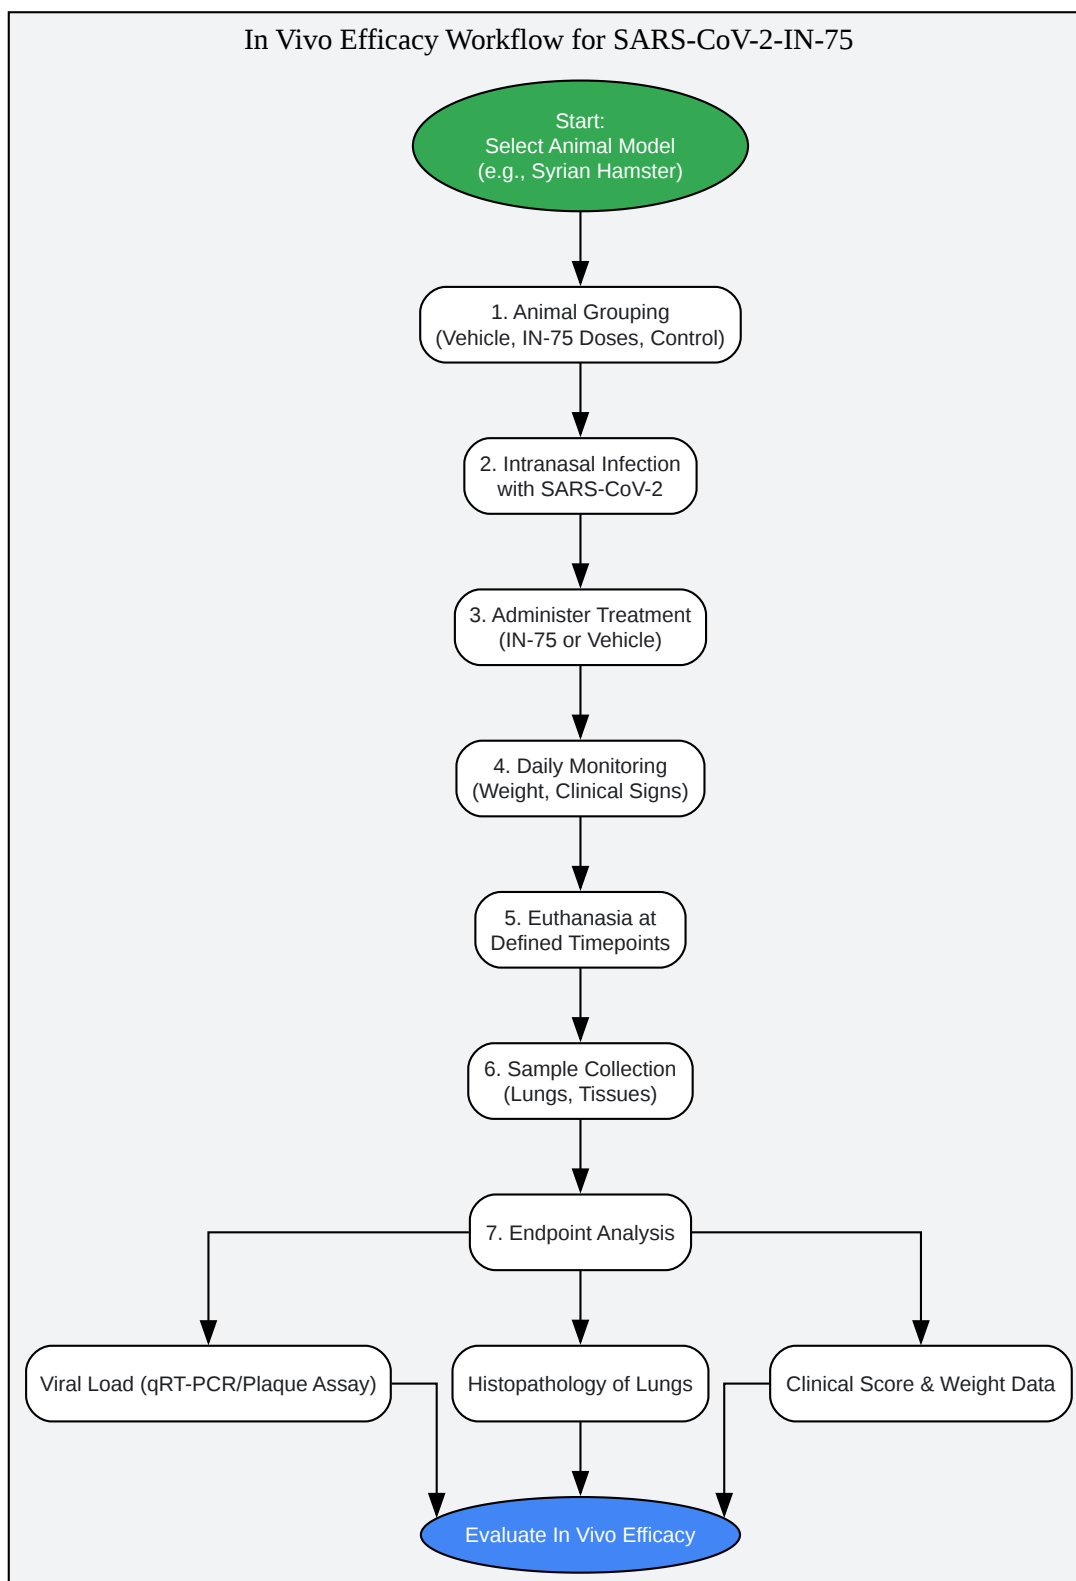 In Vivo Efficacy Workflow for SARS-CoV-2-IN-75
Start:
Select Animal Model
(e.g., Syrian Hamster)
1. Animal Grouping
(Vehicle, IN-75 Doses, Control)
2. Intranasal Infection
with SARS-CoV-2
3. Administer Treatment
(IN-75 or Vehicle)
4. Daily Monitoring
(Weight, Clinical Signs)
5. Euthanasia at
Defined Timepoints
6. Sample Collection
(Lungs, Tissues)
7. Endpoint Analysis
Viral Load (qRT-PCR/Plaque Assay)
Histopathology of Lungs
Clinical Score & Weight Data
Evaluate In Vivo Efficacy